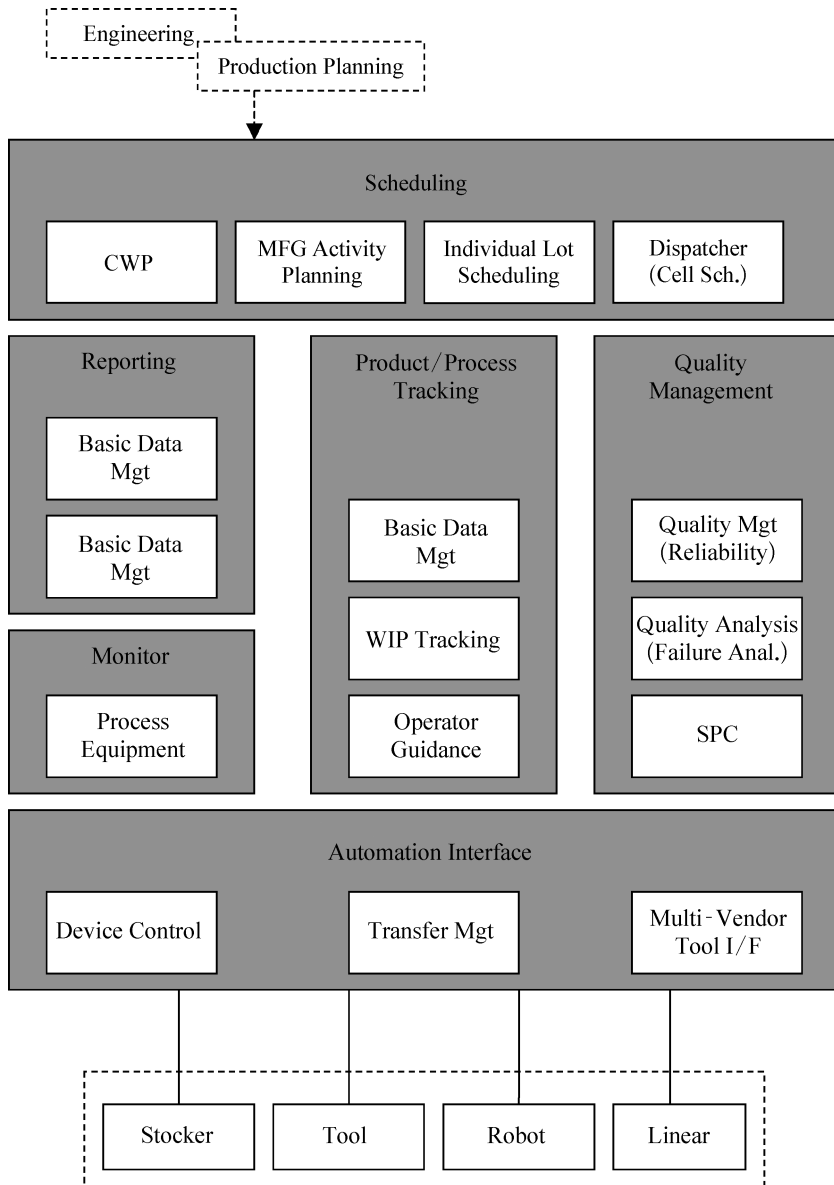 Engineering
Production Planning
Scheduling
CWP
MFG Activity
Planning
Individual Lot
Scheduling
Dispatcher
(Cell Sch.)
Reporting
Basic Data
Mgt
Basic Data
Mgt
Monitor
Process
Equipment
Product/Process
Tracking
Basic Data
Mgt
WIP Tracking
Operator
Guidance
Quality
Management
Quality Mgt
(Reliability)
Quality Analysis
(Failure Anal.)
SPC
Automation Interface
Device Control
Transfer Mgt
Multi-Vendor
Tool I/F
Stocker
Tool
Robot
Linear